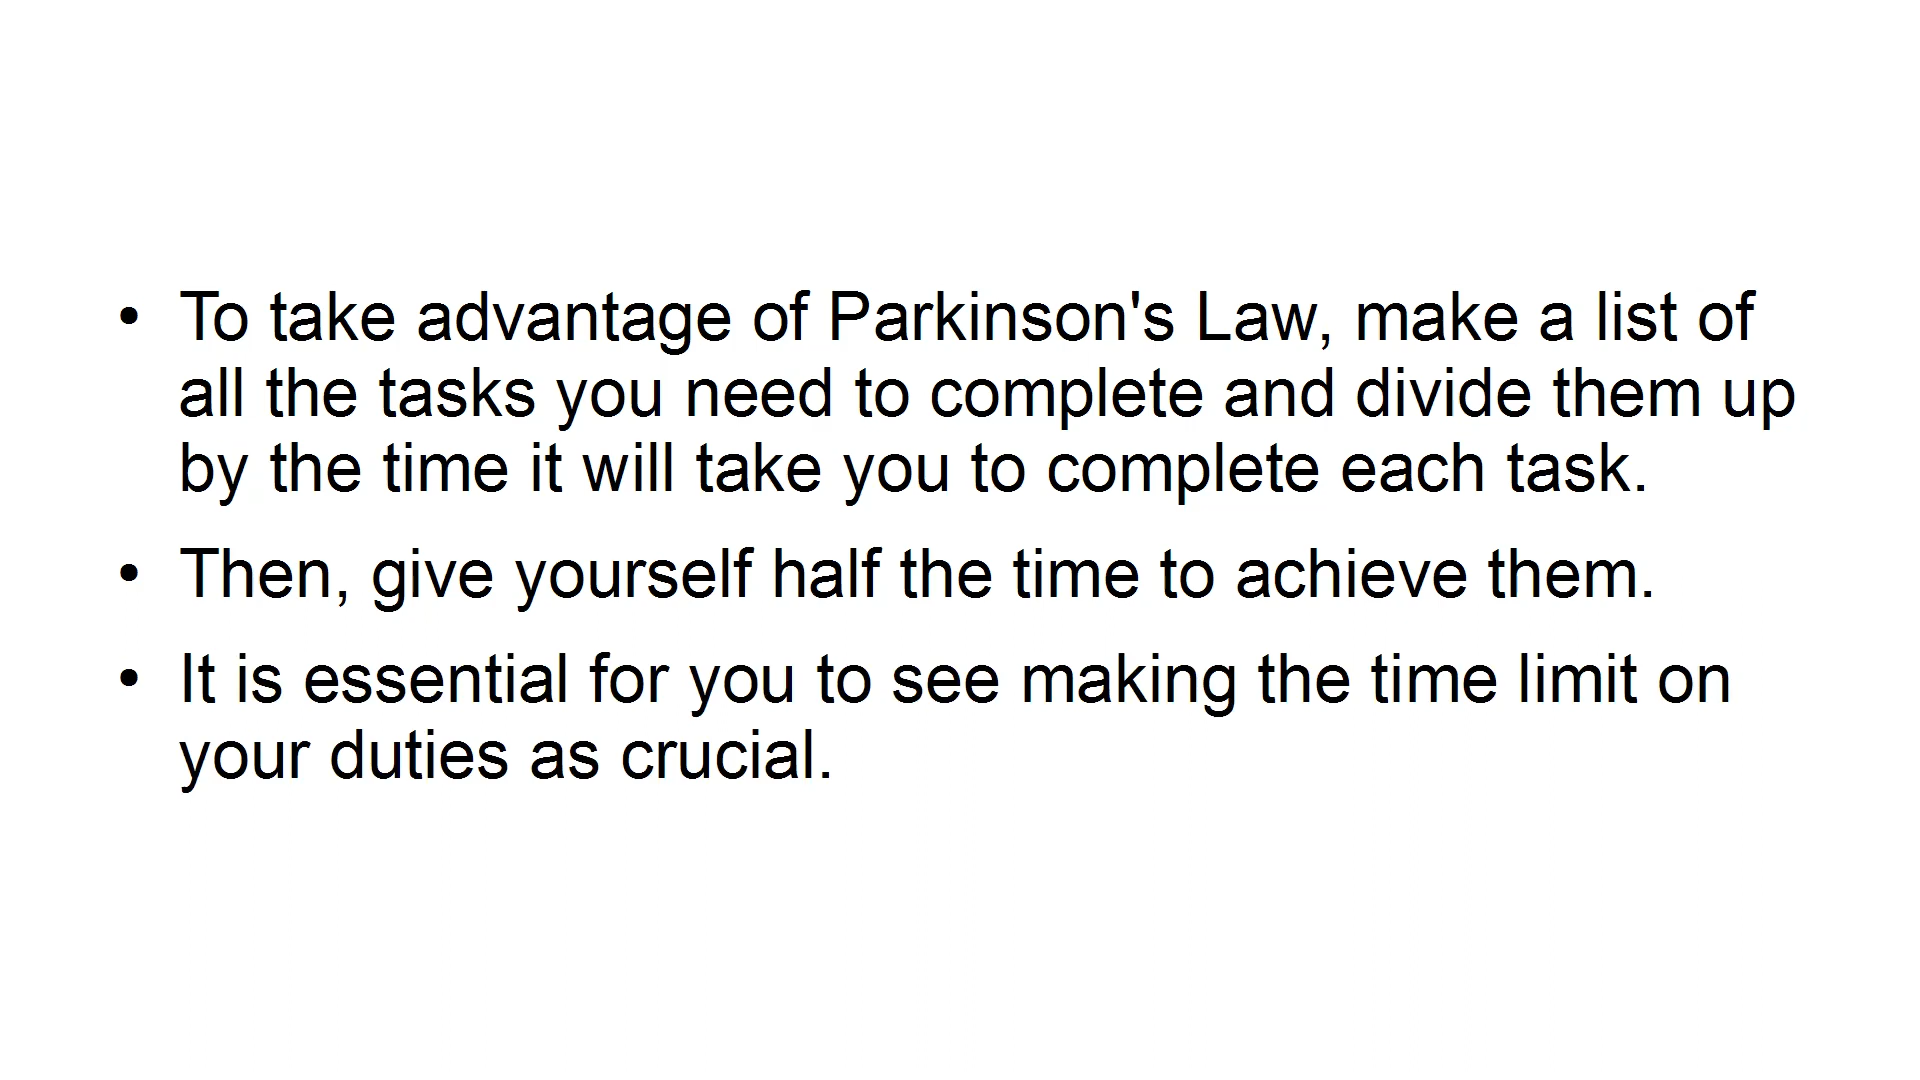 • To take advantage of Parkinson's Law, make a list of
all the tasks you need to complete and divide them up
by the time it will take you to complete each task.
• Then, give yourself half the time to achieve them.
• It is essential for you to see making the time limit on
your duties as crucial.